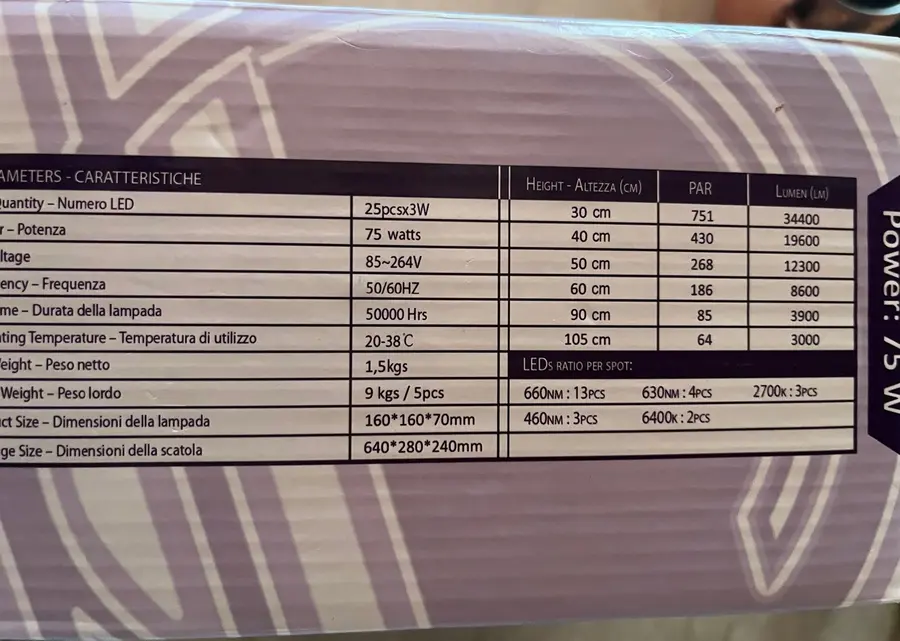 AMETERS - CARATTERISTICHE
uantity – Numero LED 25pcsx3W
r – Potenza 75 watts
ltage 85~264V
ency – Frequenza 50/60HZ
me – Durata della lampada 50000 Hrs
ting Temperature – Temperatura di utilizzo 20-38℃
eight – Peso netto 1,5kgs
Weight – Peso lordo 9 kgs / 5pcs
ct Size – Dimensioni della lampada 160*160*70mm
ge Size – Dimensioni della scatola 640*280*240mm
HEIGHT - ALTEZZA (CM) PAR LUMEN (LM)
30 cm 751 34400
40 cm 430 19600
50 cm 268 12300
60 cm 186 8600
90 cm 85 3900
105 cm 64 3000
LEDS RATIO PER SPOT:
660NM : 13PCS 630NM : 4PCS 2700K : 3PCS
460NM : 3PCS 6400K : 2PCS
Power: 75 W